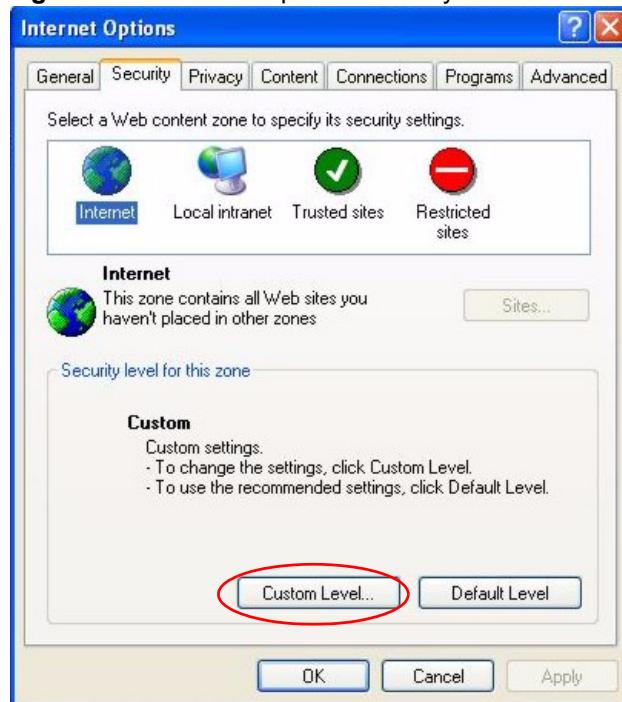 Internet Options
General Security Privacy Content Connections Programs Advanced
Select a Web content zone to specify its security settings.
Internet Local intranet Trusted sites Restricted
sites
Internet
This zone contains all Web sites you
haven't placed in other zones
Sites...
Security level for this zone
Custom
Custom settings.
- To change the settings, click Custom Level.
- To use the recommended settings, click Default Level.
Custom Level... Default Level
OK Cancel Apply